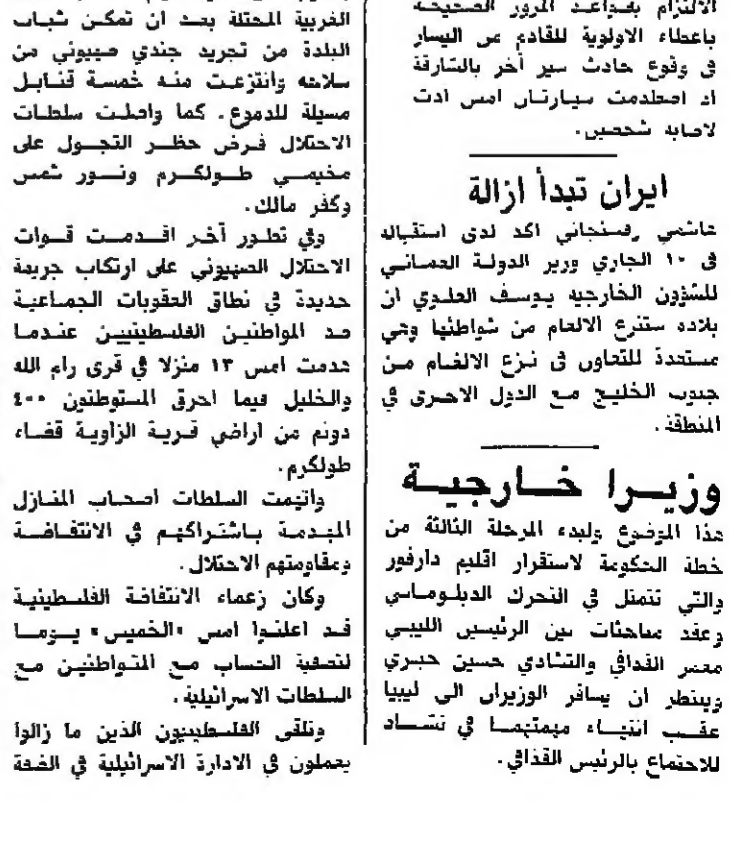 الالتزام بقواعد المرور الصحيحة
باعطاء الاولوية للقادم من اليسار
في وقوع حادث سير آخر بالشارقة
اذ اصطدمت سيارتان امس ادت
لاصابه شخصين.
ايران تبدأ ازالة
هاشمي رفسنجاني اكد لدى استقباله
في ١٠ الجاري وزير الدولة العماني
للشؤون الخارجيه يوسف العلوي ان
بلاده ستنزع الالغام من شواطئها وهي
مستعدة للتعاون في نزع الالغام من
جنوب الخليج مع الدول الاخرى في
المنطقة.
وزيرا خارجية
هذا الموضوع ولبدء المرحلة الثالثة من
خطة الحكومة لاستقرار اقليم دارفور
والتي تتمثل في التحرك الدبلوماسي
وعقد مباحثات بين الرئيسين الليبي
معمر القذافي والتشادي حسين حبري
وينتظر ان يسافر الوزيران الى ليبيا
عقب انتهاء مهمتهما في تشاد
للاجتماع بالرئيس القذافي.
الغربية المحتلة بعد ان تمكن شباب
البلدة من تجريد جندي صهيوني من
سلاحه وانتزعت منه خمسة قنابل
مسيلة للدموع. كما واصلت سلطات
الاحتلال فرض حظر التجول على
مخيمي طولكرم ونور شمس
وكفر مالك.
وفي تطور آخر اقدمت قوات
الاحتلال الصهيوني على ارتكاب جريمة
جديدة في نطاق العقوبات الجماعية
ضد المواطنين الفلسطينيين عندما
هدمت امس ١٣ منزلا في قرى رام الله
والخليل فيما احرق المستوطنون ٤٠٠
دونم من اراضي قرية الزاوية قضاء
طولكرم.
واتهمت السلطات اصحاب المنازل
المهدمة باشتراكهم في الانتفاضة
ومقاومتهم الاحتلال.
وكان زعماء الانتفاضة الفلسطينية
قد اعلنوا امس «الخميس» يوما
لتصفية الحساب مع المتواطئين مع
السلطات الاسرائيلية.
وتلقى الفلسطينيون الذين ما زالوا
يعملون في الادارة الاسرائيلية في الضفة